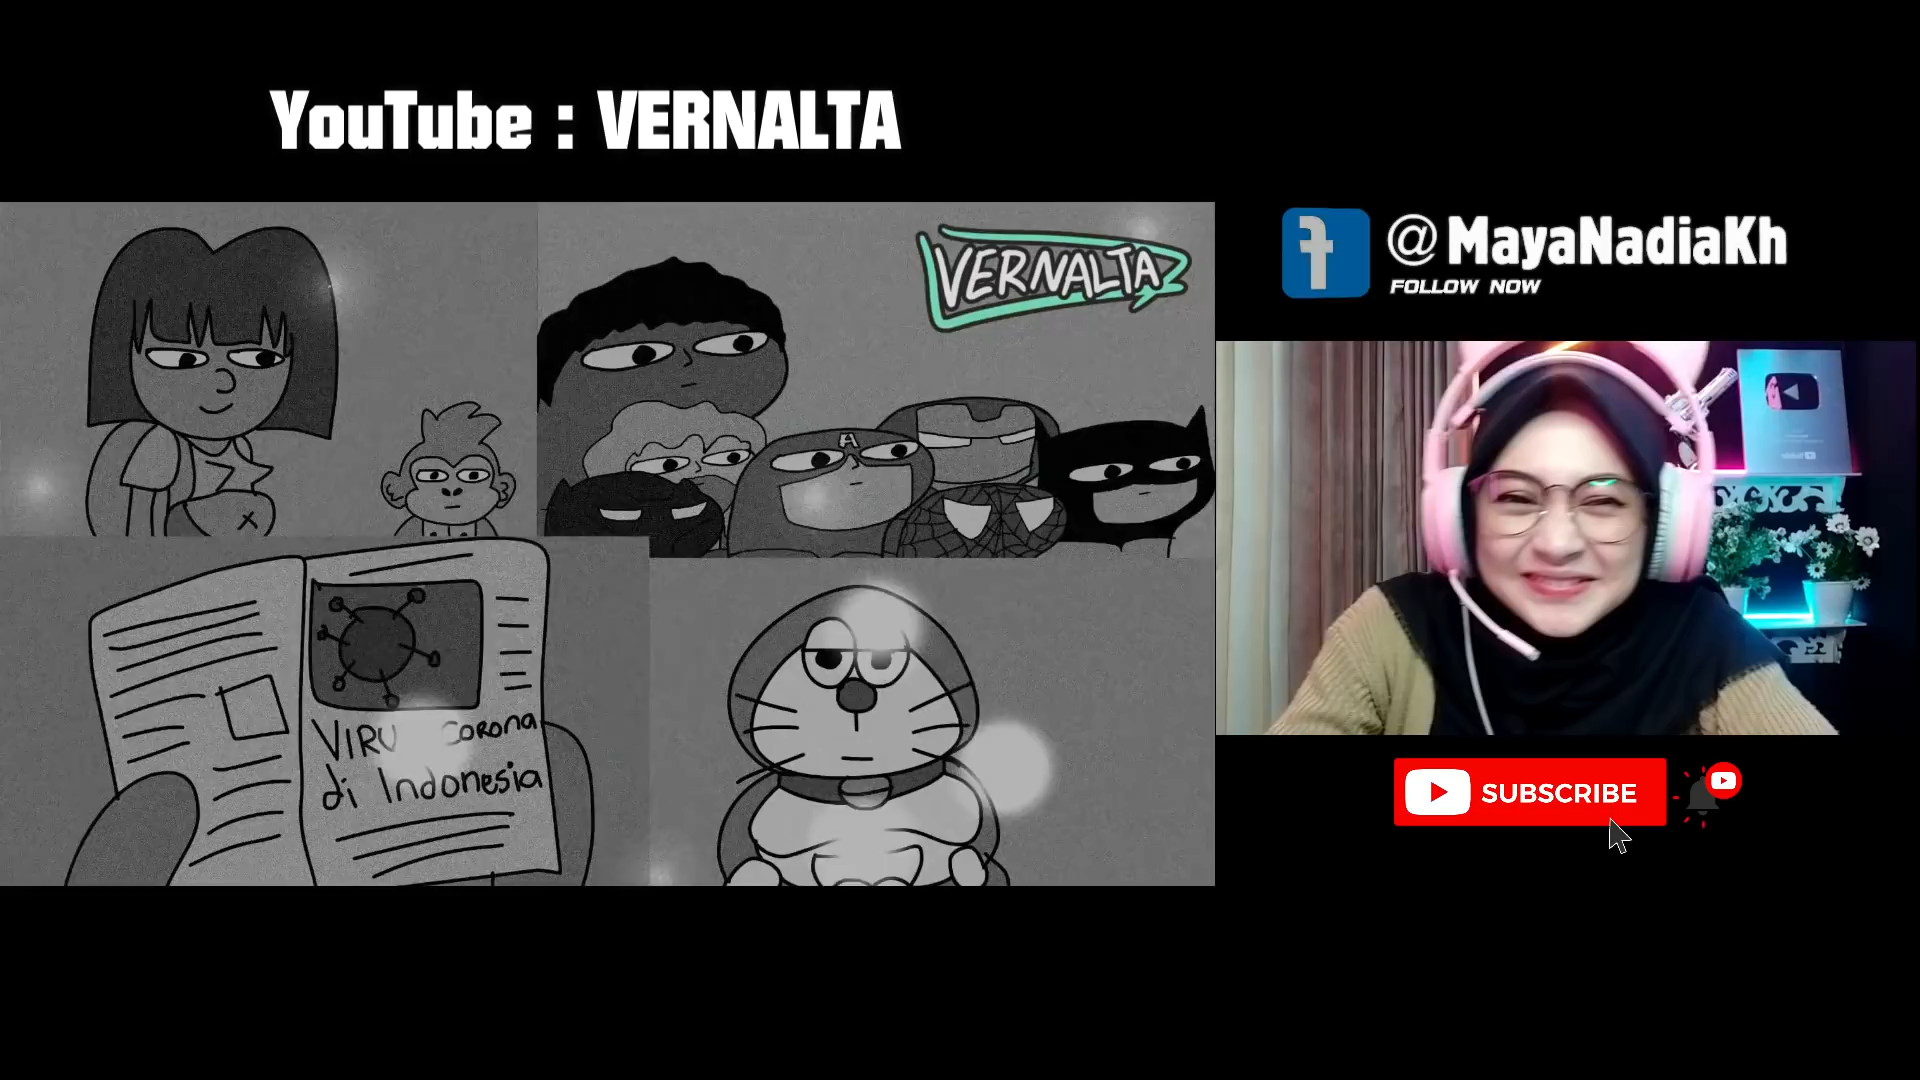 YouTube : VERNALTA
VERNALTA
A
VIRU Corona
di Indonesia
@MayaNadiaKh
FOLLOW NOW
SUBSCRIBE